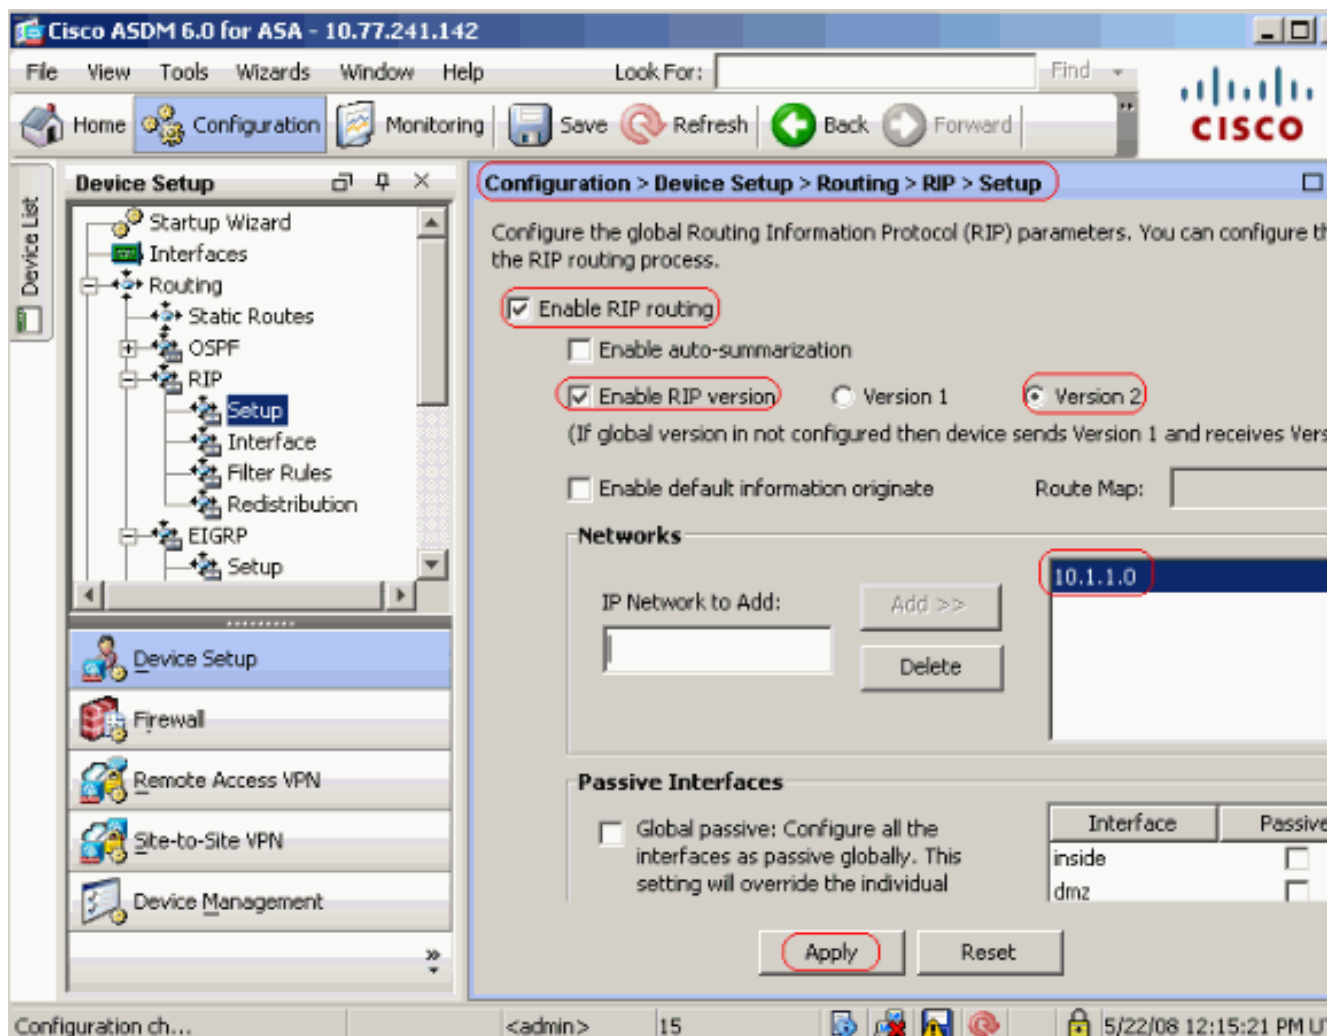 Cisco ASDM 6.0 for ASA - 10.77.241.142
File View Tools Wizards Window Help Look For: Find
Home Configuration Monitoring Save Refresh Back Forward
CISCO
Device List
Device Setup
Startup Wizard
Interfaces
Routing
Static Routes
OSPF
RIP
Setup
Interface
Filter Rules
Redistribution
EIGRP
Setup
Device Setup
Firewall
Remote Access VPN
Site-to-Site VPN
Device Management
Configuration > Device Setup > Routing > RIP > Setup
Configure the global Routing Information Protocol (RIP) parameters. You can configure
the RIP routing process.
Enable RIP routing
Enable auto-summarization
Enable RIP version Version 1 Version 2
(If global version in not configured then device sends Version 1 and receives
Enable default information originate Route Map:
Networks
IP Network to Add:
Add >>
Delete
10.1.1.0
Passive Interfaces
Global passive: Configure all the
interfaces as passive globally. This
setting will override the individual
Interface Passive
inside
dmz
Apply Reset
Configuration ch... <admin> 15 5/22/08 12:15:21 PM